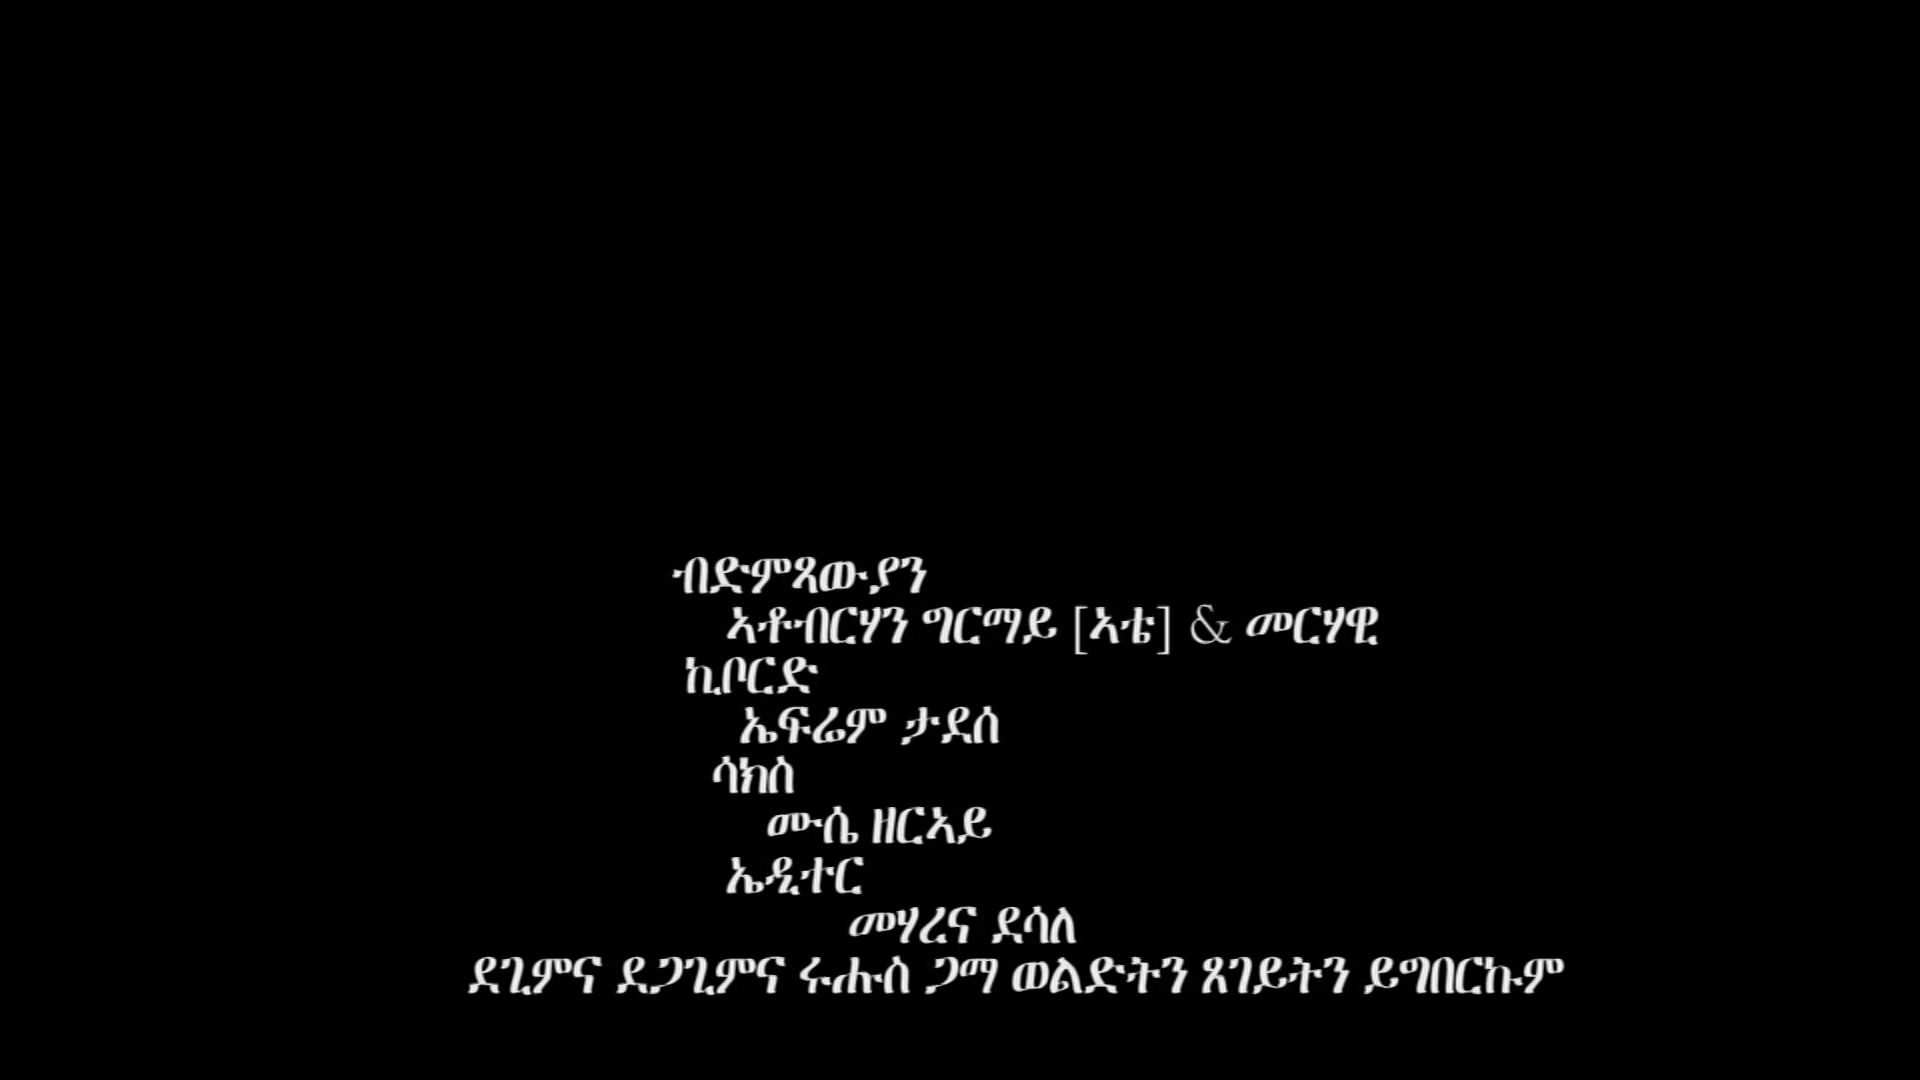 ብድምጻውያን
ኣቶብርሃን ግርማይ [ኣቴ] & መርሃዊ
ኪቦርድ
ኤፍሬም ታደሰ
ሳክስ
ሙሴ ዘርኣይ
ኤዲተር
መሃረና ደሳለ
ደጊምና ደጋጊምና ሩሑስ ጋማ ወልድትን ጸገይትን ይግበርኩም